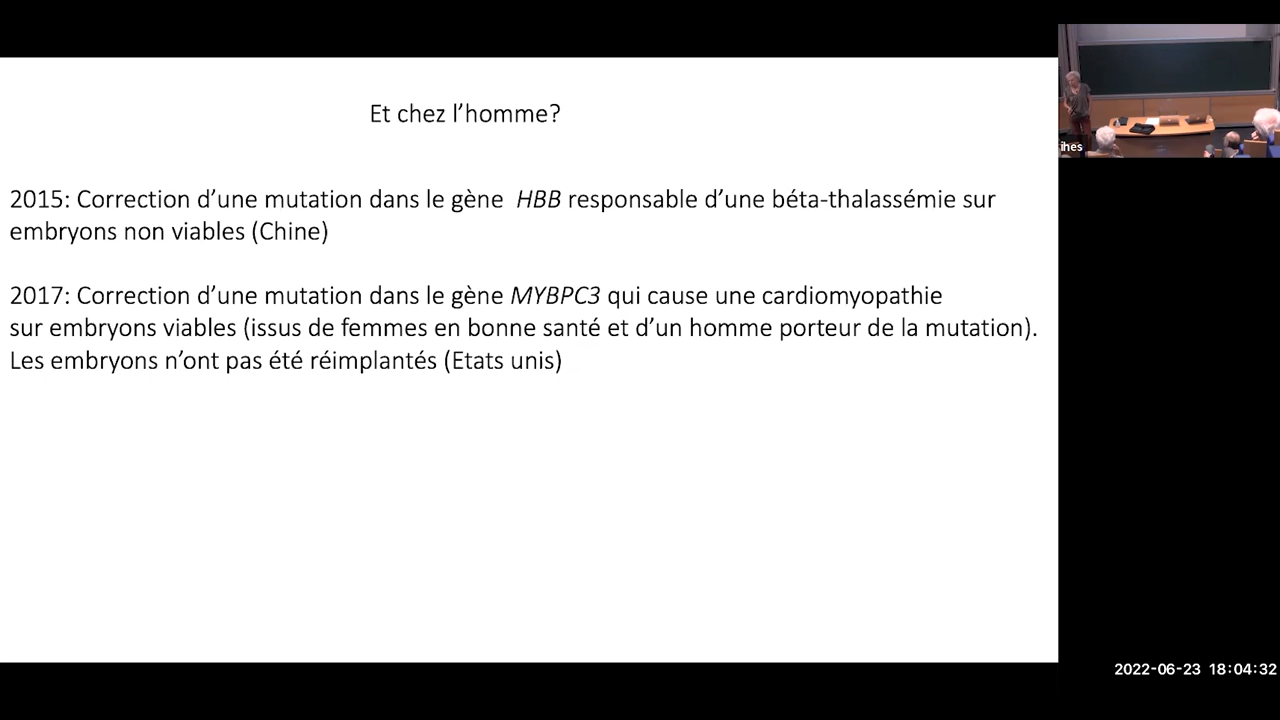 Et chez l’homme?
2015: Correction d’une mutation dans le gène HBB responsable d’une béta-thalassémie sur
embryons non viables (Chine)
2017: Correction d’une mutation dans le gène MYBPC3 qui cause une cardiomyopathie
sur embryons viables (issus de femmes en bonne santé et d’un homme porteur de la mutation).
Les embryons n’ont pas été réimplantés (Etats unis)
ihes
2022-06-23 18:04:32